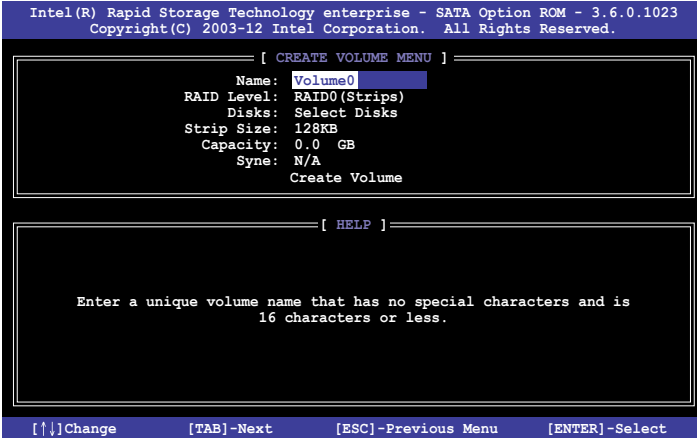 Intel(R) Rapid Storage Technology enterprise - SATA Option ROM - 3.6.0.1023
Copyright(C) 2003-12 Intel Corporation.  All Rights Reserved.
[ CREATE VOLUME MENU ]
Name: Volume0
RAID Level: RAID0(Strips)
Disks: Select Disks
Strip Size: 128KB
Capacity: 0.0  GB
Syne: N/A
Create Volume
[ HELP ]
Enter a unique volume name that has no special characters and is
16 characters or less.
[↑↓]Change [TAB]-Next [ESC]-Previous Menu [ENTER]-Select